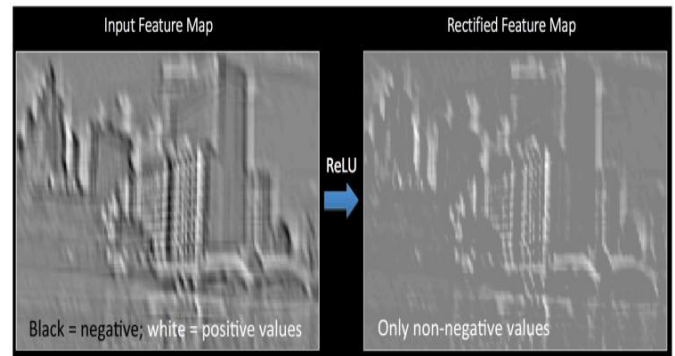 Input Feature Map
Rectified Feature Map
ReLU
Black = negative; white = positive values
Only non-negative values